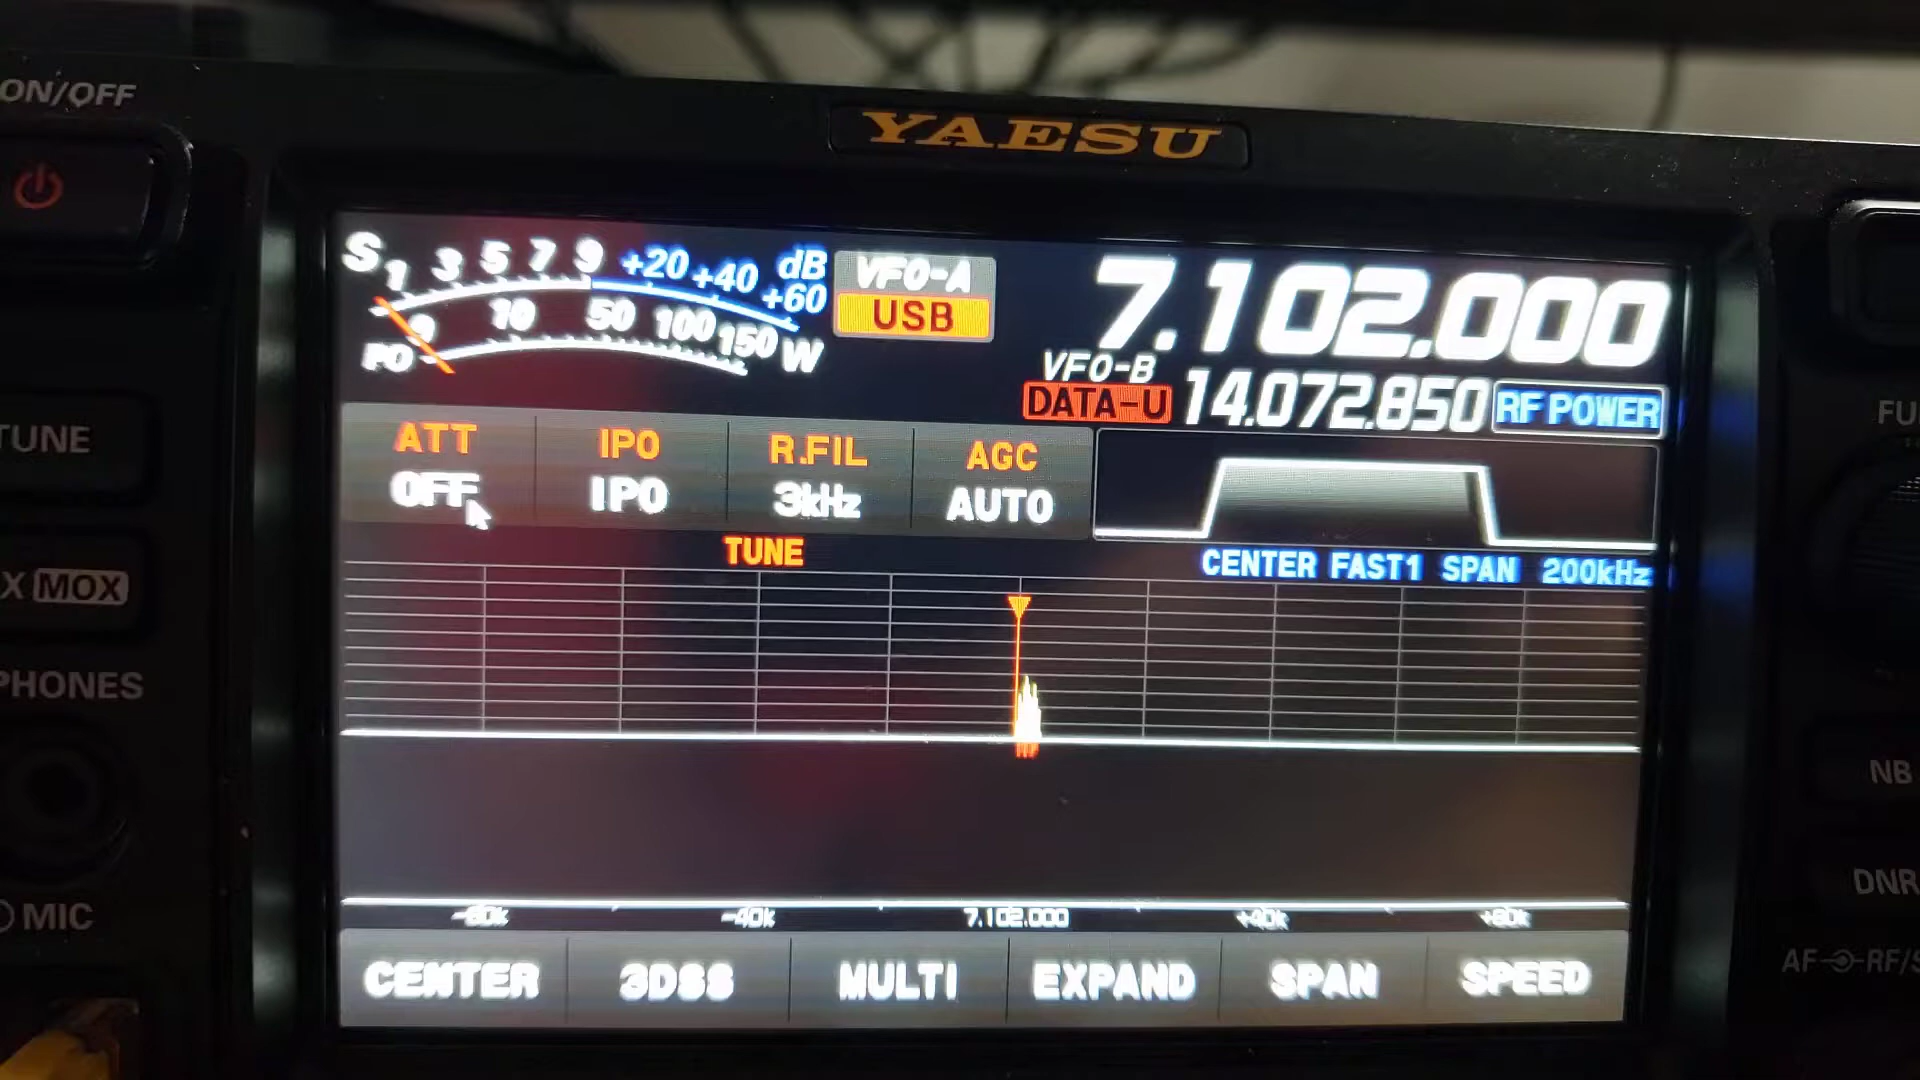 ON/OFF
YAESU
S 1 3 5 7 9 +20 +40 +60 dB
PO 0 10 50 100 150 W
VFO-A
USB
7.102.000
VFO-B
DATA-U 14.072.850 RF POWER
TUNE
ATT IPO R.FIL AGC
OFF IPO 3kHz AUTO
TUNE
CENTER FAST1 SPAN 200kHz
MOX
PHONES
NB
DNR
MIC
AF RF/S
-80k -40k 7.102.000 +40k +80k
CENTER 3DSS MULTI EXPAND SPAN SPEED